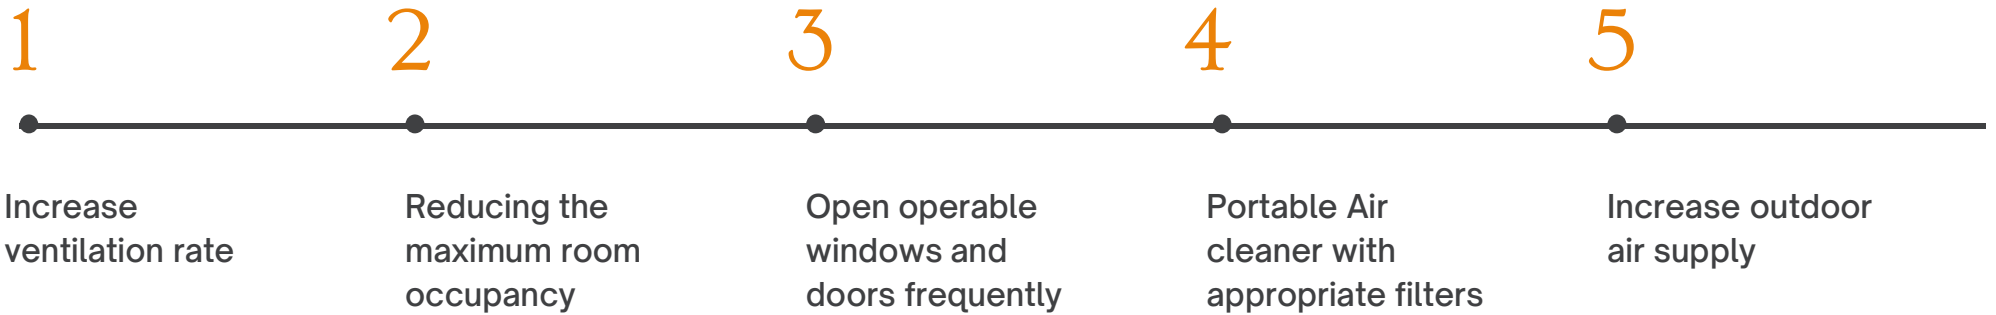 1
2
3
4
5
Increase
ventilation rate
Reducing the
maximum room
occupancy
Open operable
windows and
doors frequently
Portable Air
cleaner with
appropriate filters
Increase outdoor
air supply